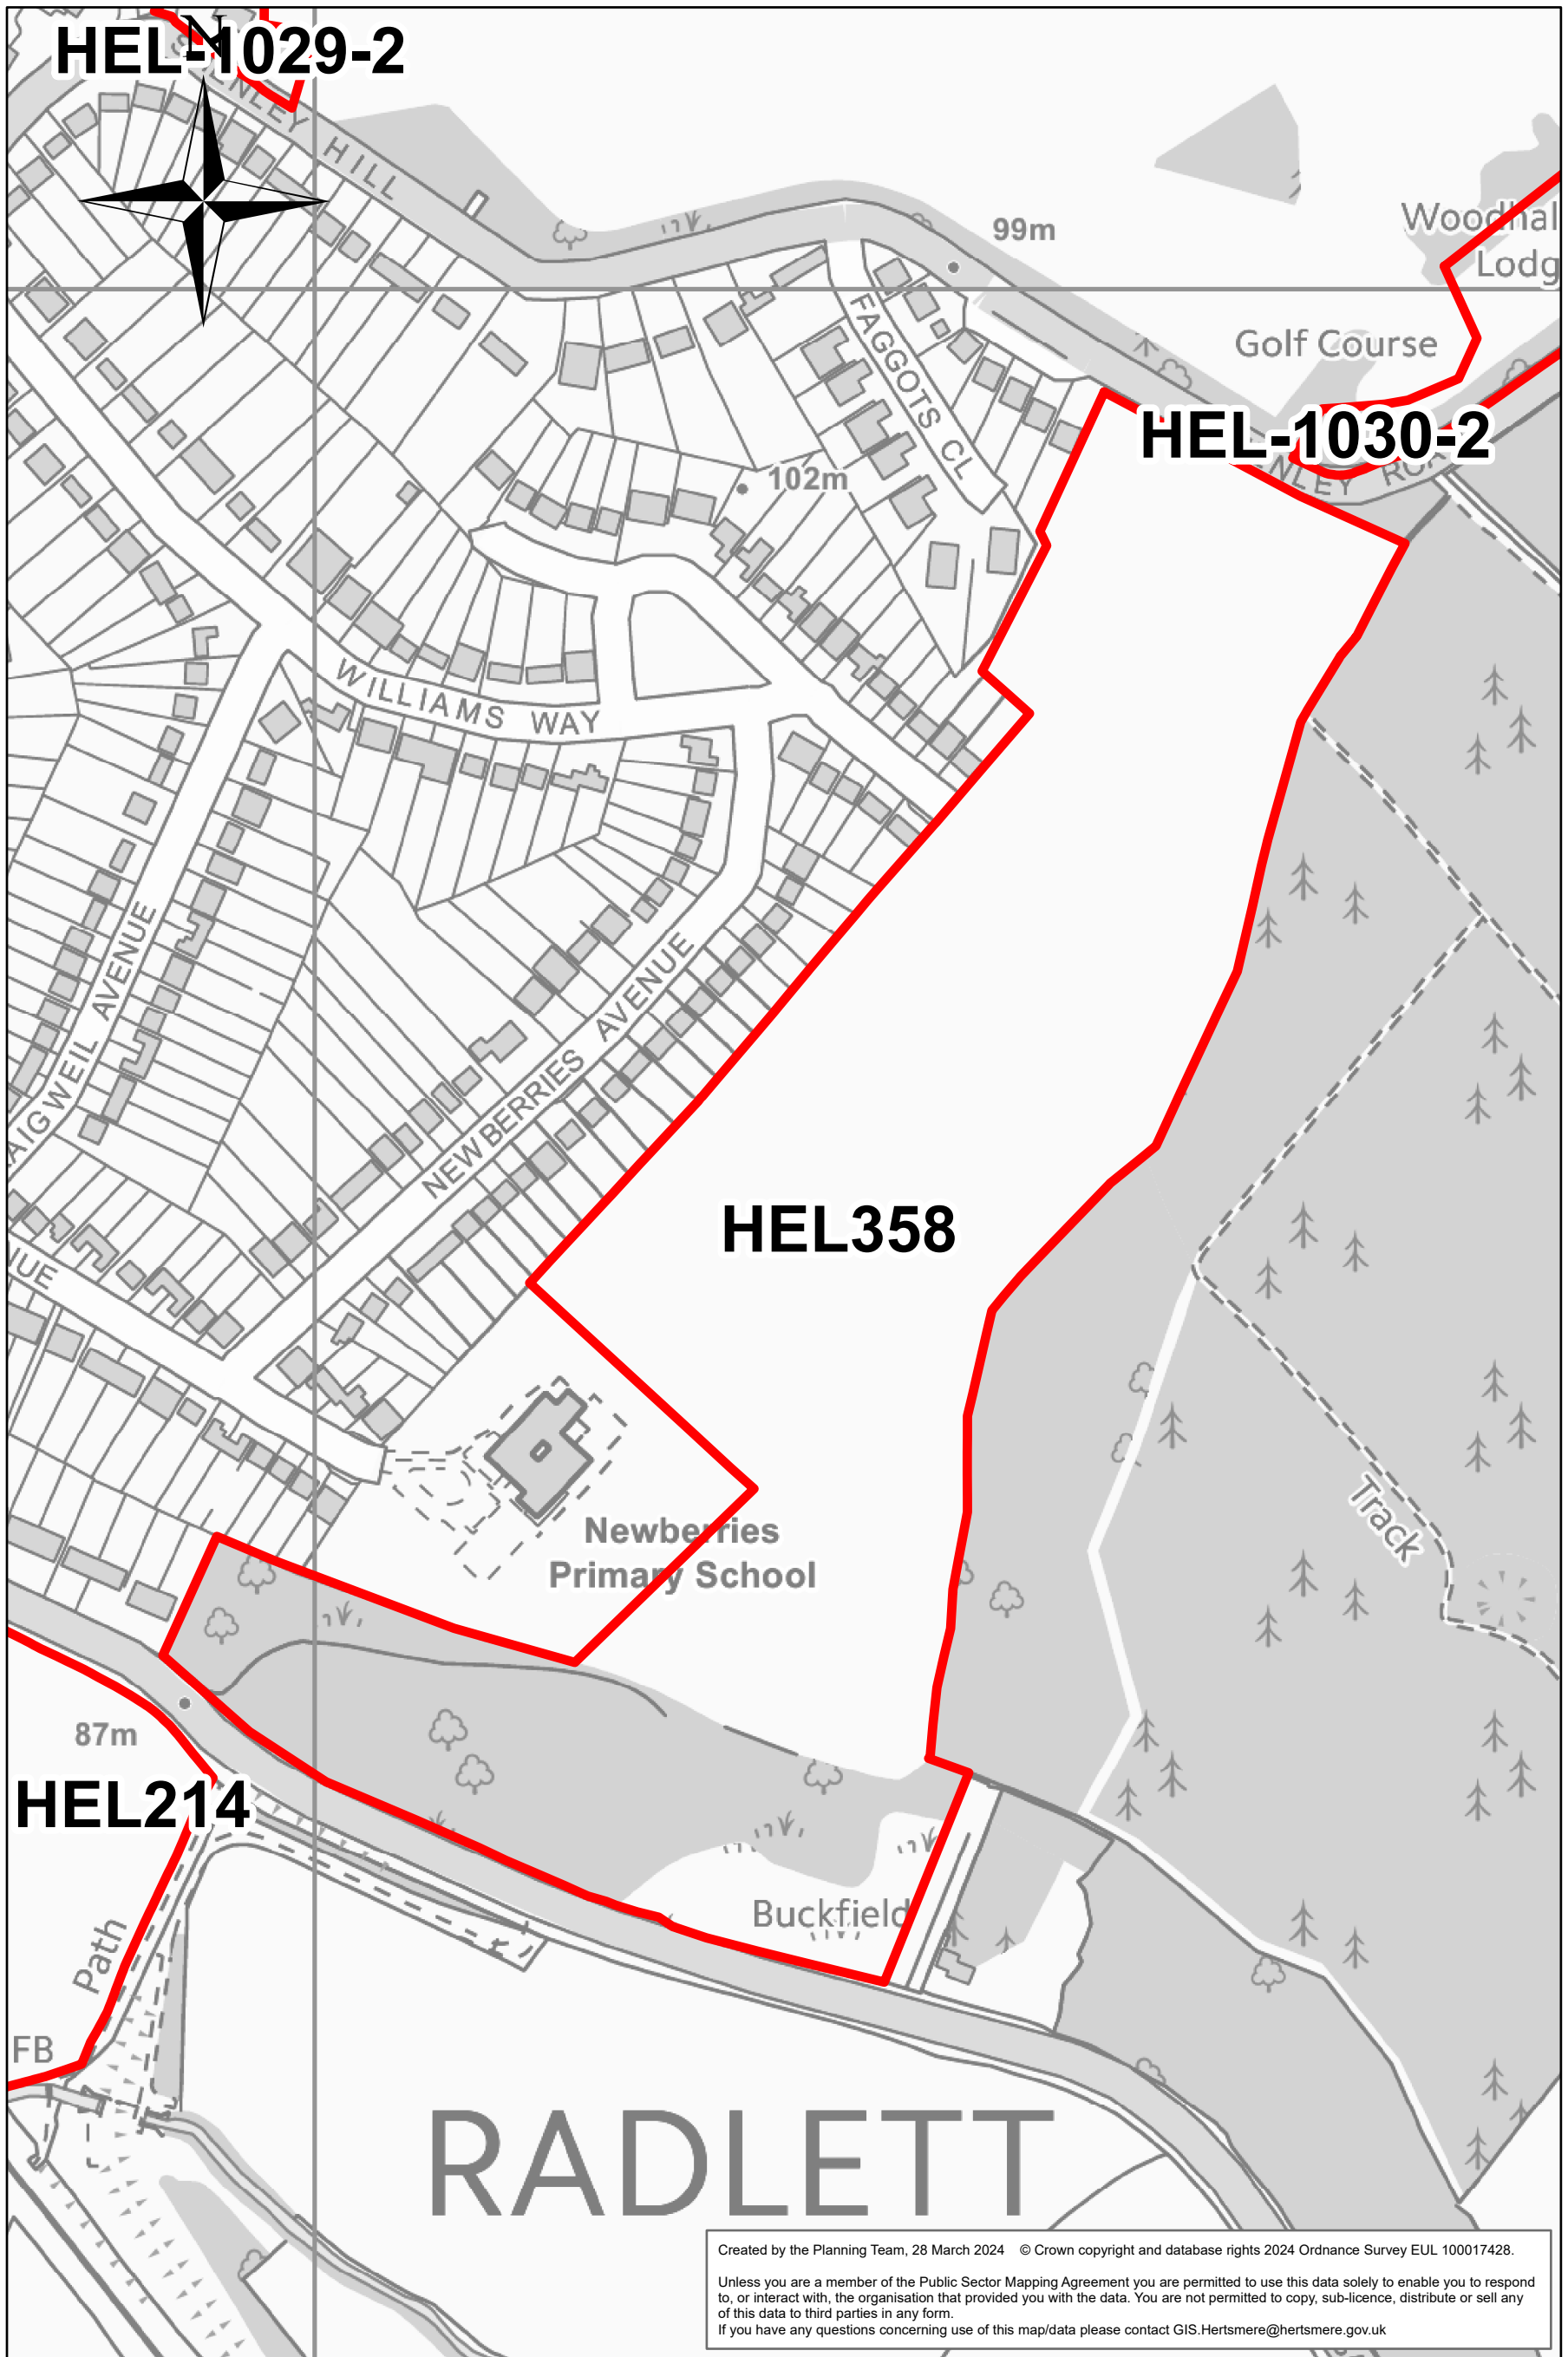 N
HEL-1029-2
HILL
99m
Woodhal
Lodg
Golf Course
FAGGOTS CL
HEL-1030-2
102m
WILLIAMS WAY
AVENUE
NEWBERRIES AVENUE
HEL358
Track
Newberries
Primary School
87m
HEL214
Buckfield
Path
FB
RADLETT
Created by the Planning Team, 28 March 2024 © Crown copyright and database rights 2024 Ordnance Survey EUL 100017428.
Unless you are a member of the Public Sector Mapping Agreement you are permitted to use this data solely to enable you to respond
to, or interact with, the organisation that provided you with the data. You are not permitted to copy, sub-licence, distribute or sell any
of this data to third parties in any form.
If you have any questions concerning use of this map/data please contact GIS.Hertsmere@hertsmere.gov.uk